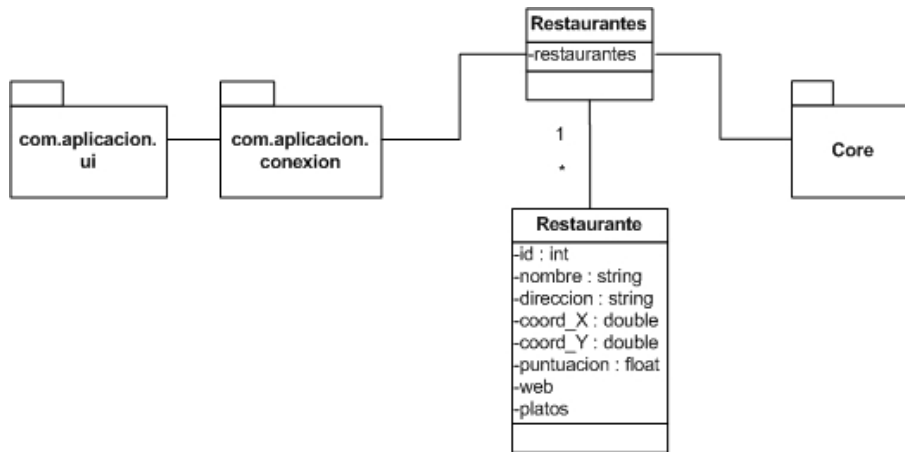 Restaurantes
-restaurantes
com.aplicacion.
ui
com.aplicacion.
conexion
Core
1
*
Restaurante
-id : int
-nombre : string
-direccion : string
-coord_X : double
-coord_Y : double
-puntuacion : float
-web
-platos